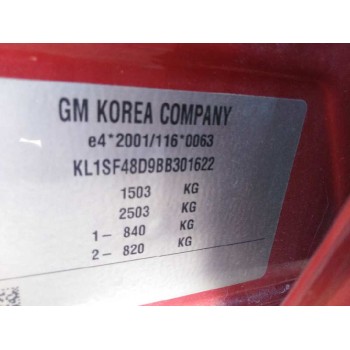 GM KOREA COMPANY
e4*2001/116*0063
KL1SF48D9BB301622
1503 KG
2503 KG
1- 840 KG
2- 820 KG